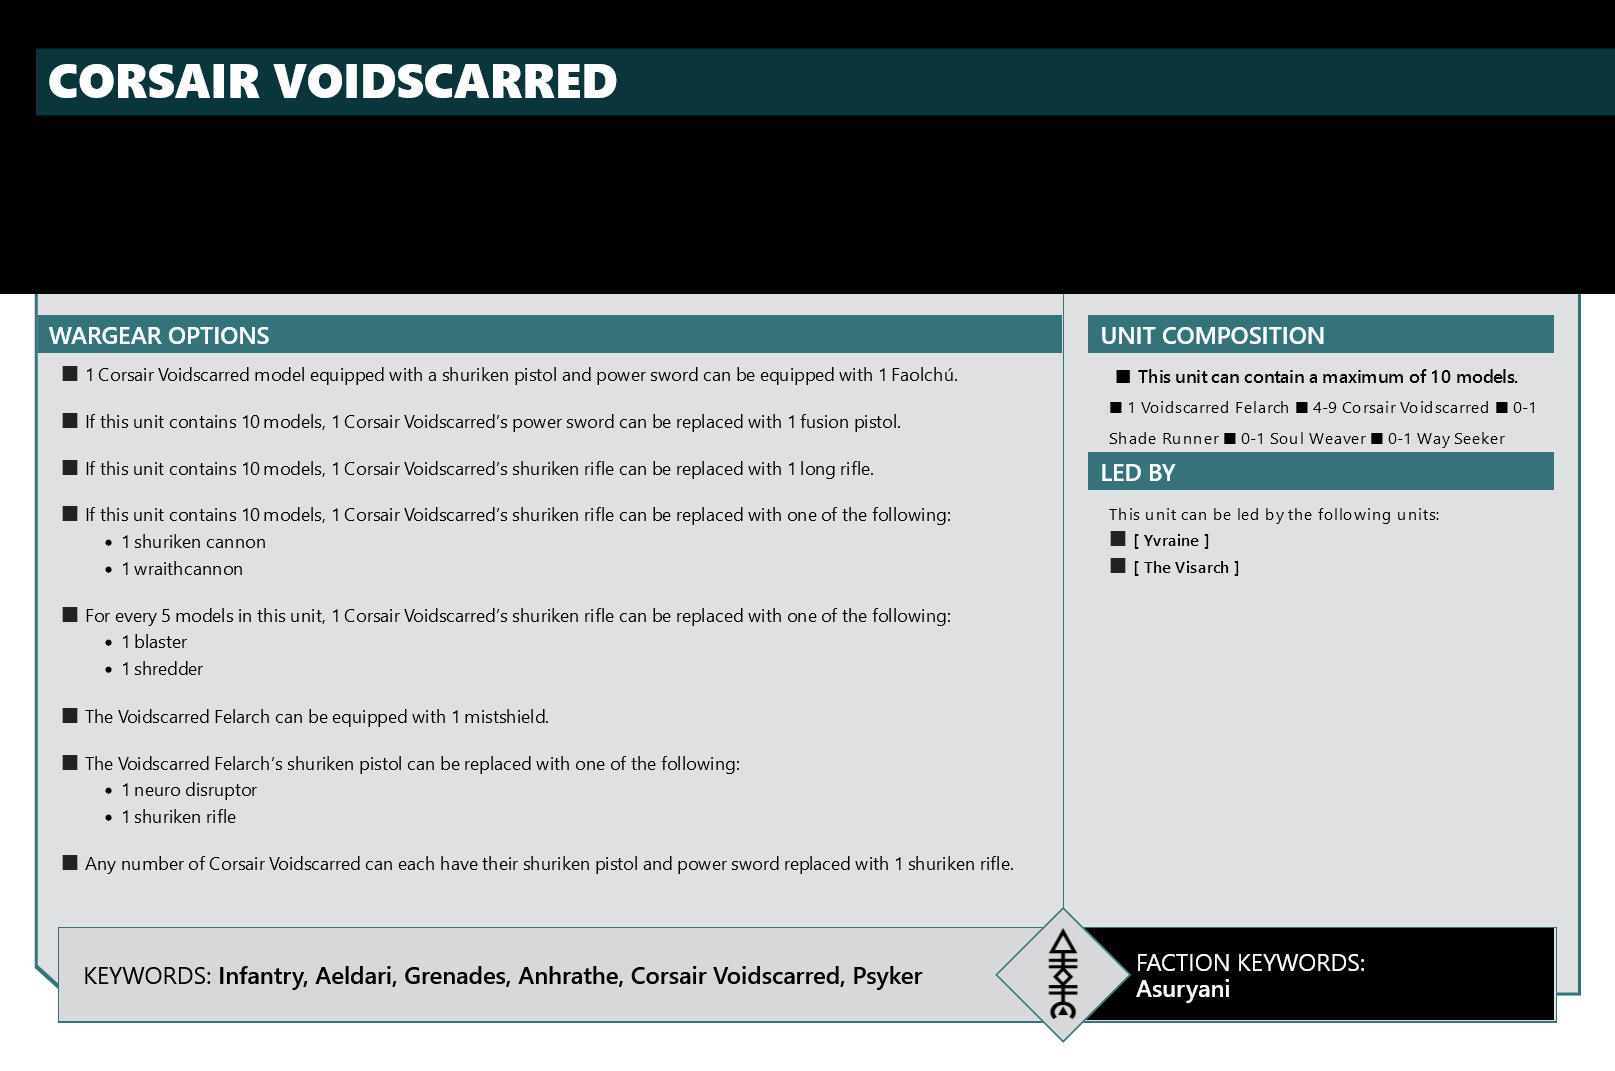 CORSAIR VOIDSCARRED
WARGEAR OPTIONS
■ 1 Corsair Voidscarred model equipped with a shuriken pistol and power sword can be equipped with 1 Faolchú.
■ If this unit contains 10 models, 1 Corsair Voidscarred’s power sword can be replaced with 1 fusion pistol.
■ If this unit contains 10 models, 1 Corsair Voidscarred’s shuriken rifle can be replaced with 1 long rifle.
■ If this unit contains 10 models, 1 Corsair Voidscarred’s shuriken rifle can be replaced with one of the following:
• 1 shuriken cannon
• 1 wraithcannon
■ For every 5 models in this unit, 1 Corsair Voidscarred’s shuriken rifle can be replaced with one of the following:
• 1 blaster
• 1 shredder
■ The Voidscarred Felarch can be equipped with 1 mistshield.
■ The Voidscarred Felarch’s shuriken pistol can be replaced with one of the following:
• 1 neuro disruptor
• 1 shuriken rifle
■ Any number of Corsair Voidscarred can each have their shuriken pistol and power sword replaced with 1 shuriken rifle.
UNIT COMPOSITION
■ This unit can contain a maximum of 10 models.
■ 1 Voidscarred Felarch ■ 4-9 Corsair Voidscarred ■ 0-1
Shade Runner ■ 0-1 Soul Weaver ■ 0-1 Way Seeker
LED BY
This unit can be led by the following units:
■ [ Yvraine ]
■ [ The Visarch ]
KEYWORDS: Infantry, Aeldari, Grenades, Anhrathe, Corsair Voidscarred, Psyker
FACTION KEYWORDS:
Asuryani